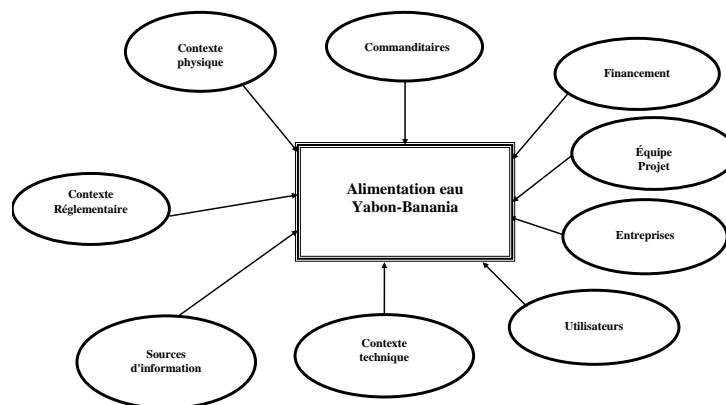 Contexte
physique
Commanditaires
Financement
Équipe
Projet
Alimentation eau
Yabon-Banania
Contexte
Réglementaire
Entreprises
Utilisateurs
Sources
d'information
Contexte
technique